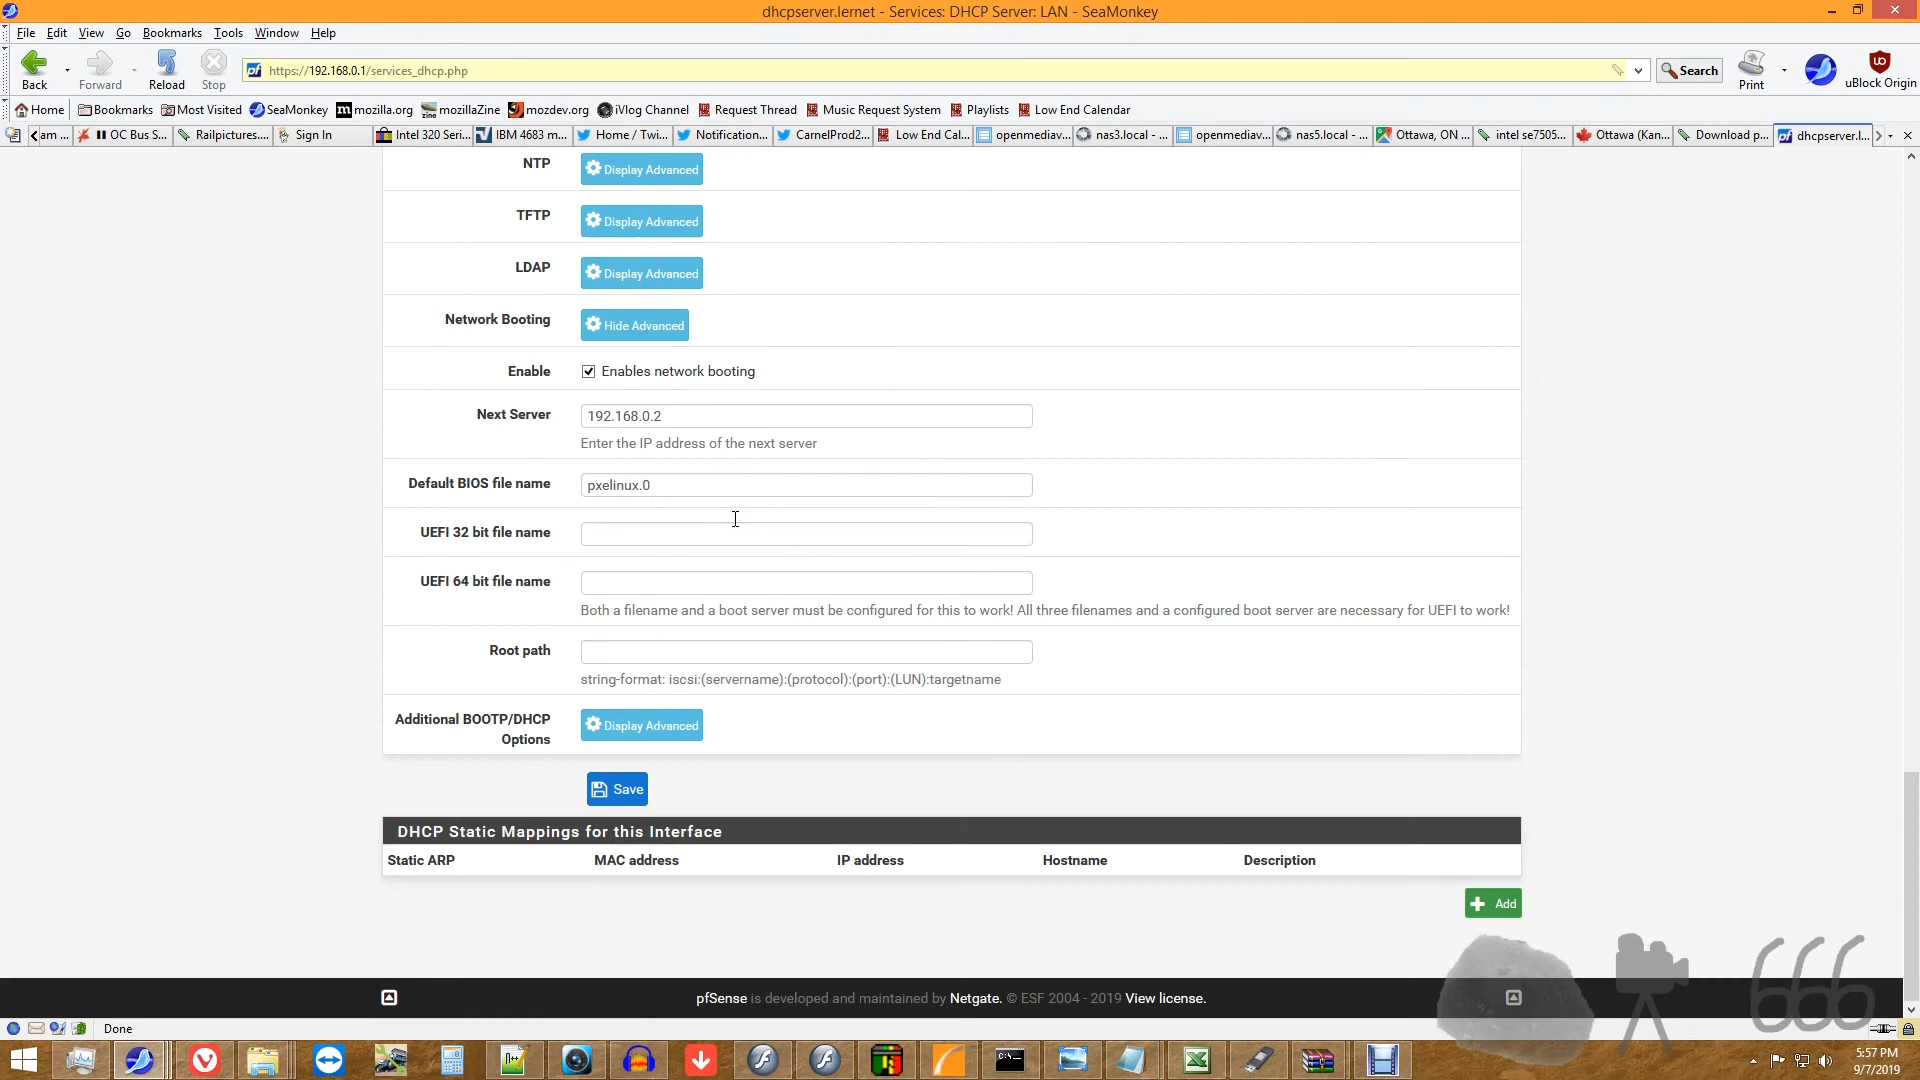 dhcpserver.lernet - Services: DHCP Server: LAN - SeaMonkey
File Edit View Go Bookmarks Tools Window Help
Back Forward Reload Stop
https://192.168.0.1/services_dhcp.php
Search
Print
uBlock Origin
Home Bookmarks Most Visited SeaMonkey mozilla.org mozillaZine mozdev.org iVlog Channel Request Thread Music Request System Playlists Low End Calendar
am ... OC Bus S... Railpictures.... Sign In Intel 320 Seri... IBM 4683 m... Home / Twi... Notification... CarnelProd2... Low End Cal... openmediav... nas3.local - ... openmediav... nas5.local - ... Ottawa, ON ... intel se7505... Ottawa (Kan... Download p... dhcpserver.l...
NTP Display Advanced
TFTP Display Advanced
LDAP Display Advanced
Network Booting Hide Advanced
Enable Enables network booting
Next Server 192.168.0.2
Enter the IP address of the next server
Default BIOS file name pxelinux.0
UEFI 32 bit file name
UEFI 64 bit file name
Both a filename and a boot server must be configured for this to work! All three filenames and a configured boot server are necessary for UEFI to work!
Root path
string-format: iscsi:(servername):(protocol):(port):(LUN):targetname
Additional BOOTP/DHCP Options Display Advanced
Save
DHCP Static Mappings for this Interface
Static ARP MAC address IP address Hostname Description
Add
666
pfSense is developed and maintained by Netgate. © ESF 2004 - 2019 View license.
Done
5:57 PM
9/7/2019